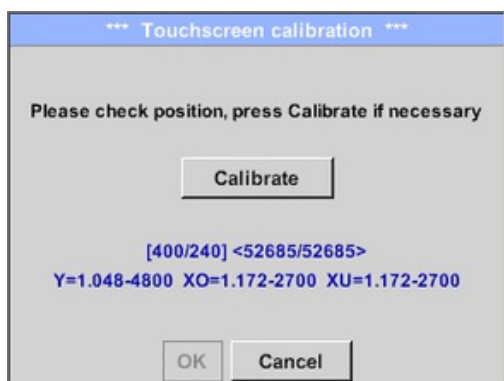 *** Touchscreen calibration ***
Please check position, press Calibrate if necessary
Calibrate
[400/240] <52685/52685>
Y=1.048-4800 XO=1.172-2700 XU=1.172-2700
OK Cancel